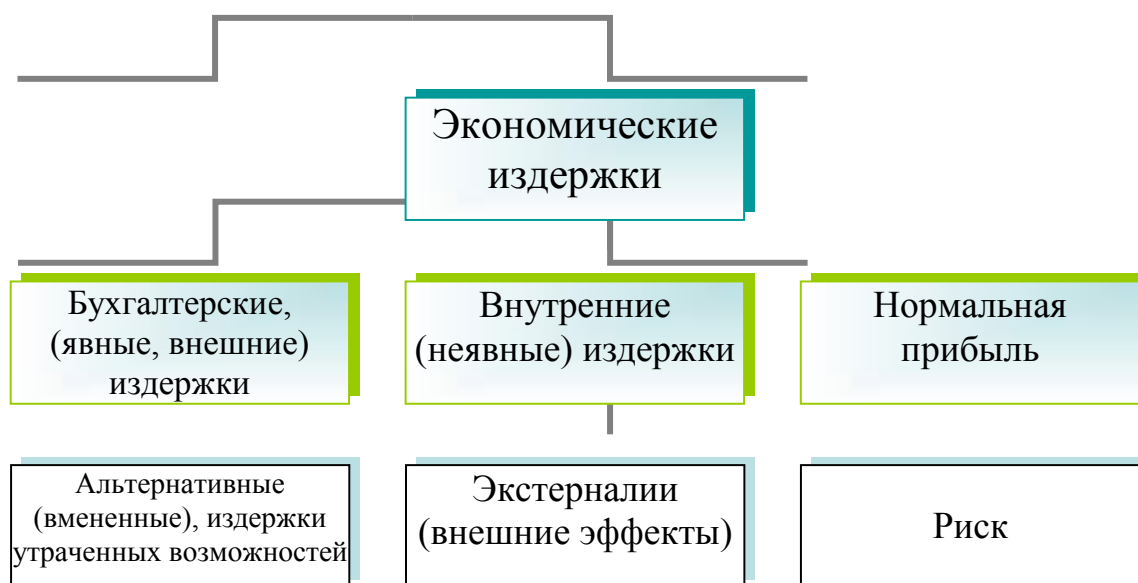 Экономические
издержки
Бухгалтерские,
(явные, внешние)
издержки
Внутренние
(неявные) издержки
Нормальная
прибыль
Альтернативные
(вмененные), издержки
утраченных возможностей
Экстерналии
(внешние эффекты)
Риск